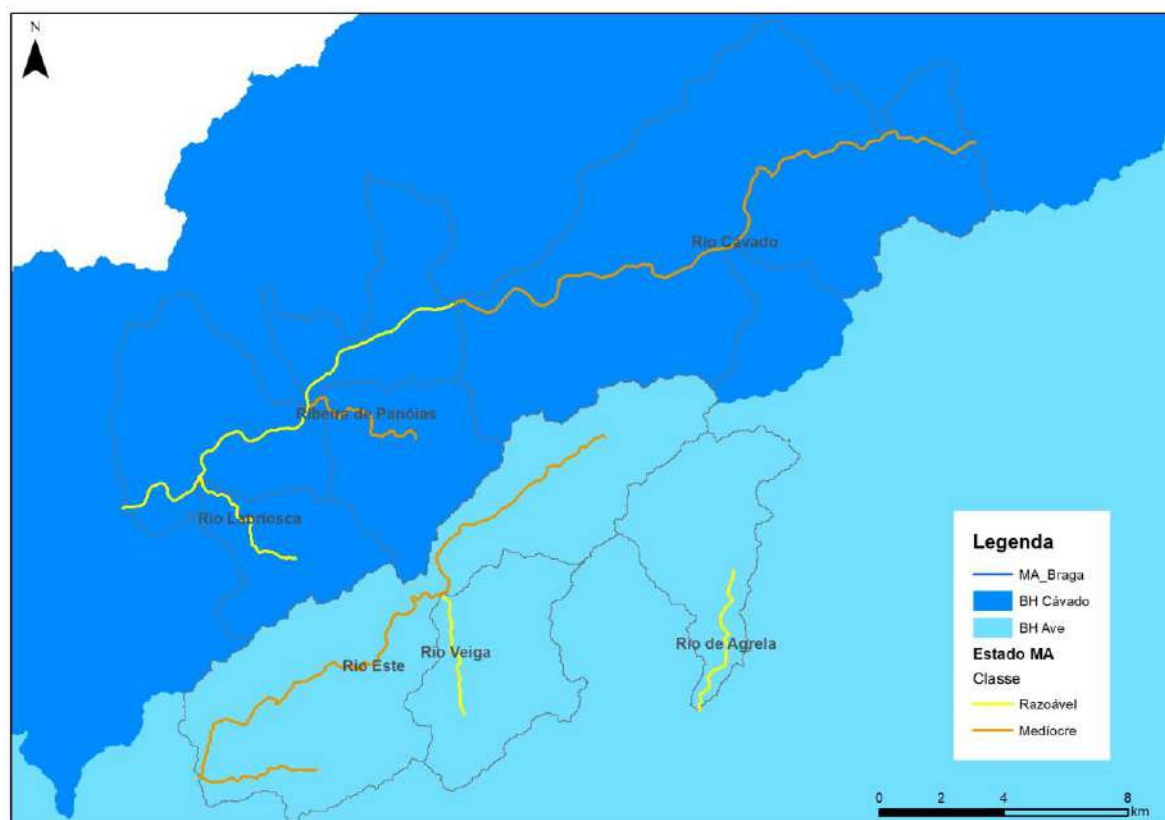 N
Rio Cávado
Ribeira de Panóias
Rio Labriosca
Rio Este
Rio Veiga
Rio de Agrela
Legenda
MA_Braga
BH Cávado
BH Ave
Estado MA
Classe
Razoável
Medíocre
0 2 4 8
km